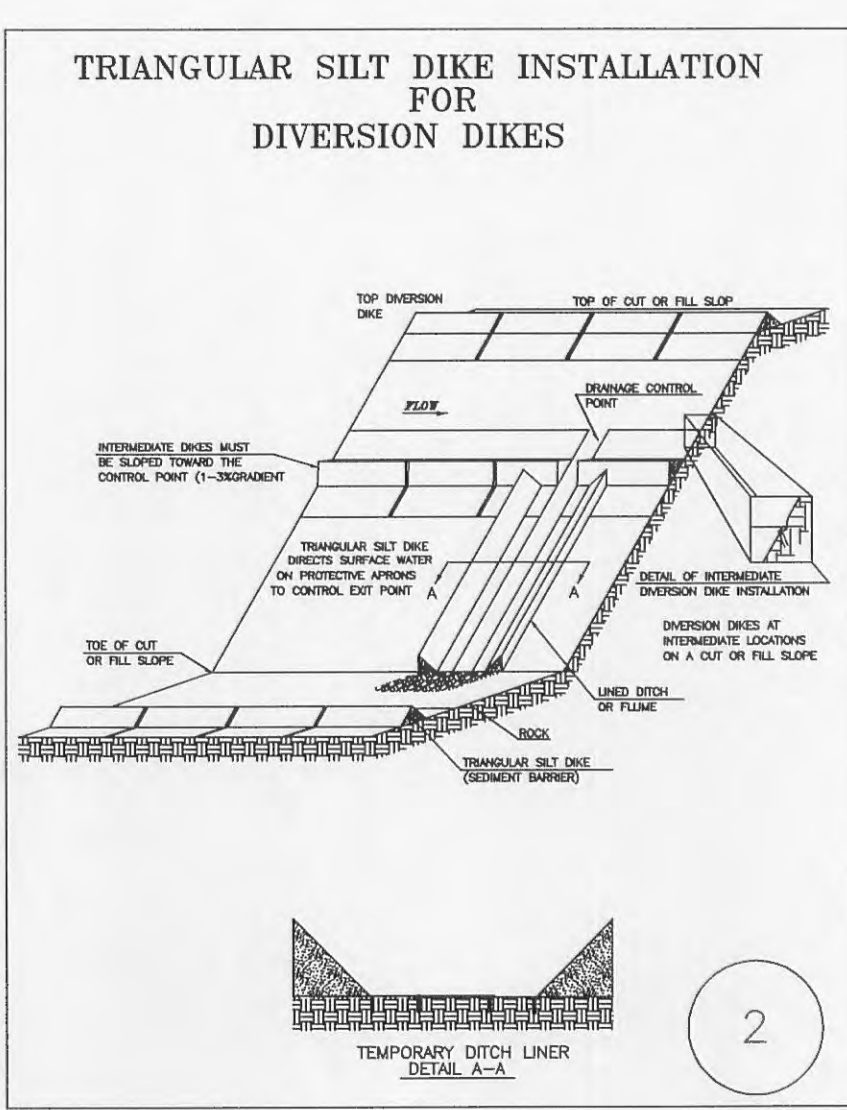 TRIANGULAR SILT DIKE INSTALLATION
FOR
DIVERSION DIKES
TOP DIVERSION
DIKE
TOP OF CUT OR FILL SLOP
FLOW
DRAINAGE CONTROL
POINT
INTERMEDIATE DIKES MUST
BE SLOPED TOWARD THE
CONTROL POINT (1-3%GRADIENT
TRIANGULAR SILT DIKE
DIRECTS SURFACE WATER
ON PROTECTIVE APRONS
TO CONTROL EXIT POINT
A
A
DETAIL OF INTERMEDIATE
DIVERSION DIKE INSTALLATION
DIVERSION DIKES AT
INTERMEDIATE LOCATIONS
ON A CUT OR FILL SLOPE
TOE OF CUT
OR FILL SLOPE
LINED DITCH
OR FLUME
ROCK
TRIANGULAR SILT DIKE
(SEDIMENT BARRIER)
TEMPORARY DITCH LINER
DETAIL A-A
2